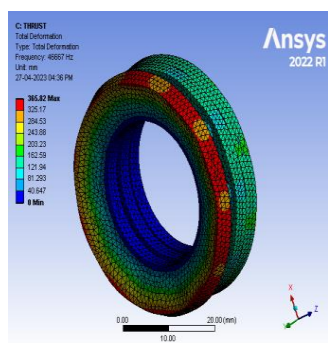 C: THRUST
Total Deformation
Type: Total Deformation
Frequency: 46667 Hz
Unit: mm
27-04-2023 04:36 PM
365.82 Max
325.17
284.53
243.88
203.23
162.59
121.94
81.293
40.647
0 Min
Ansys
2022 R1
0.00
20.00 (mm)
10.00
X
Y
Z